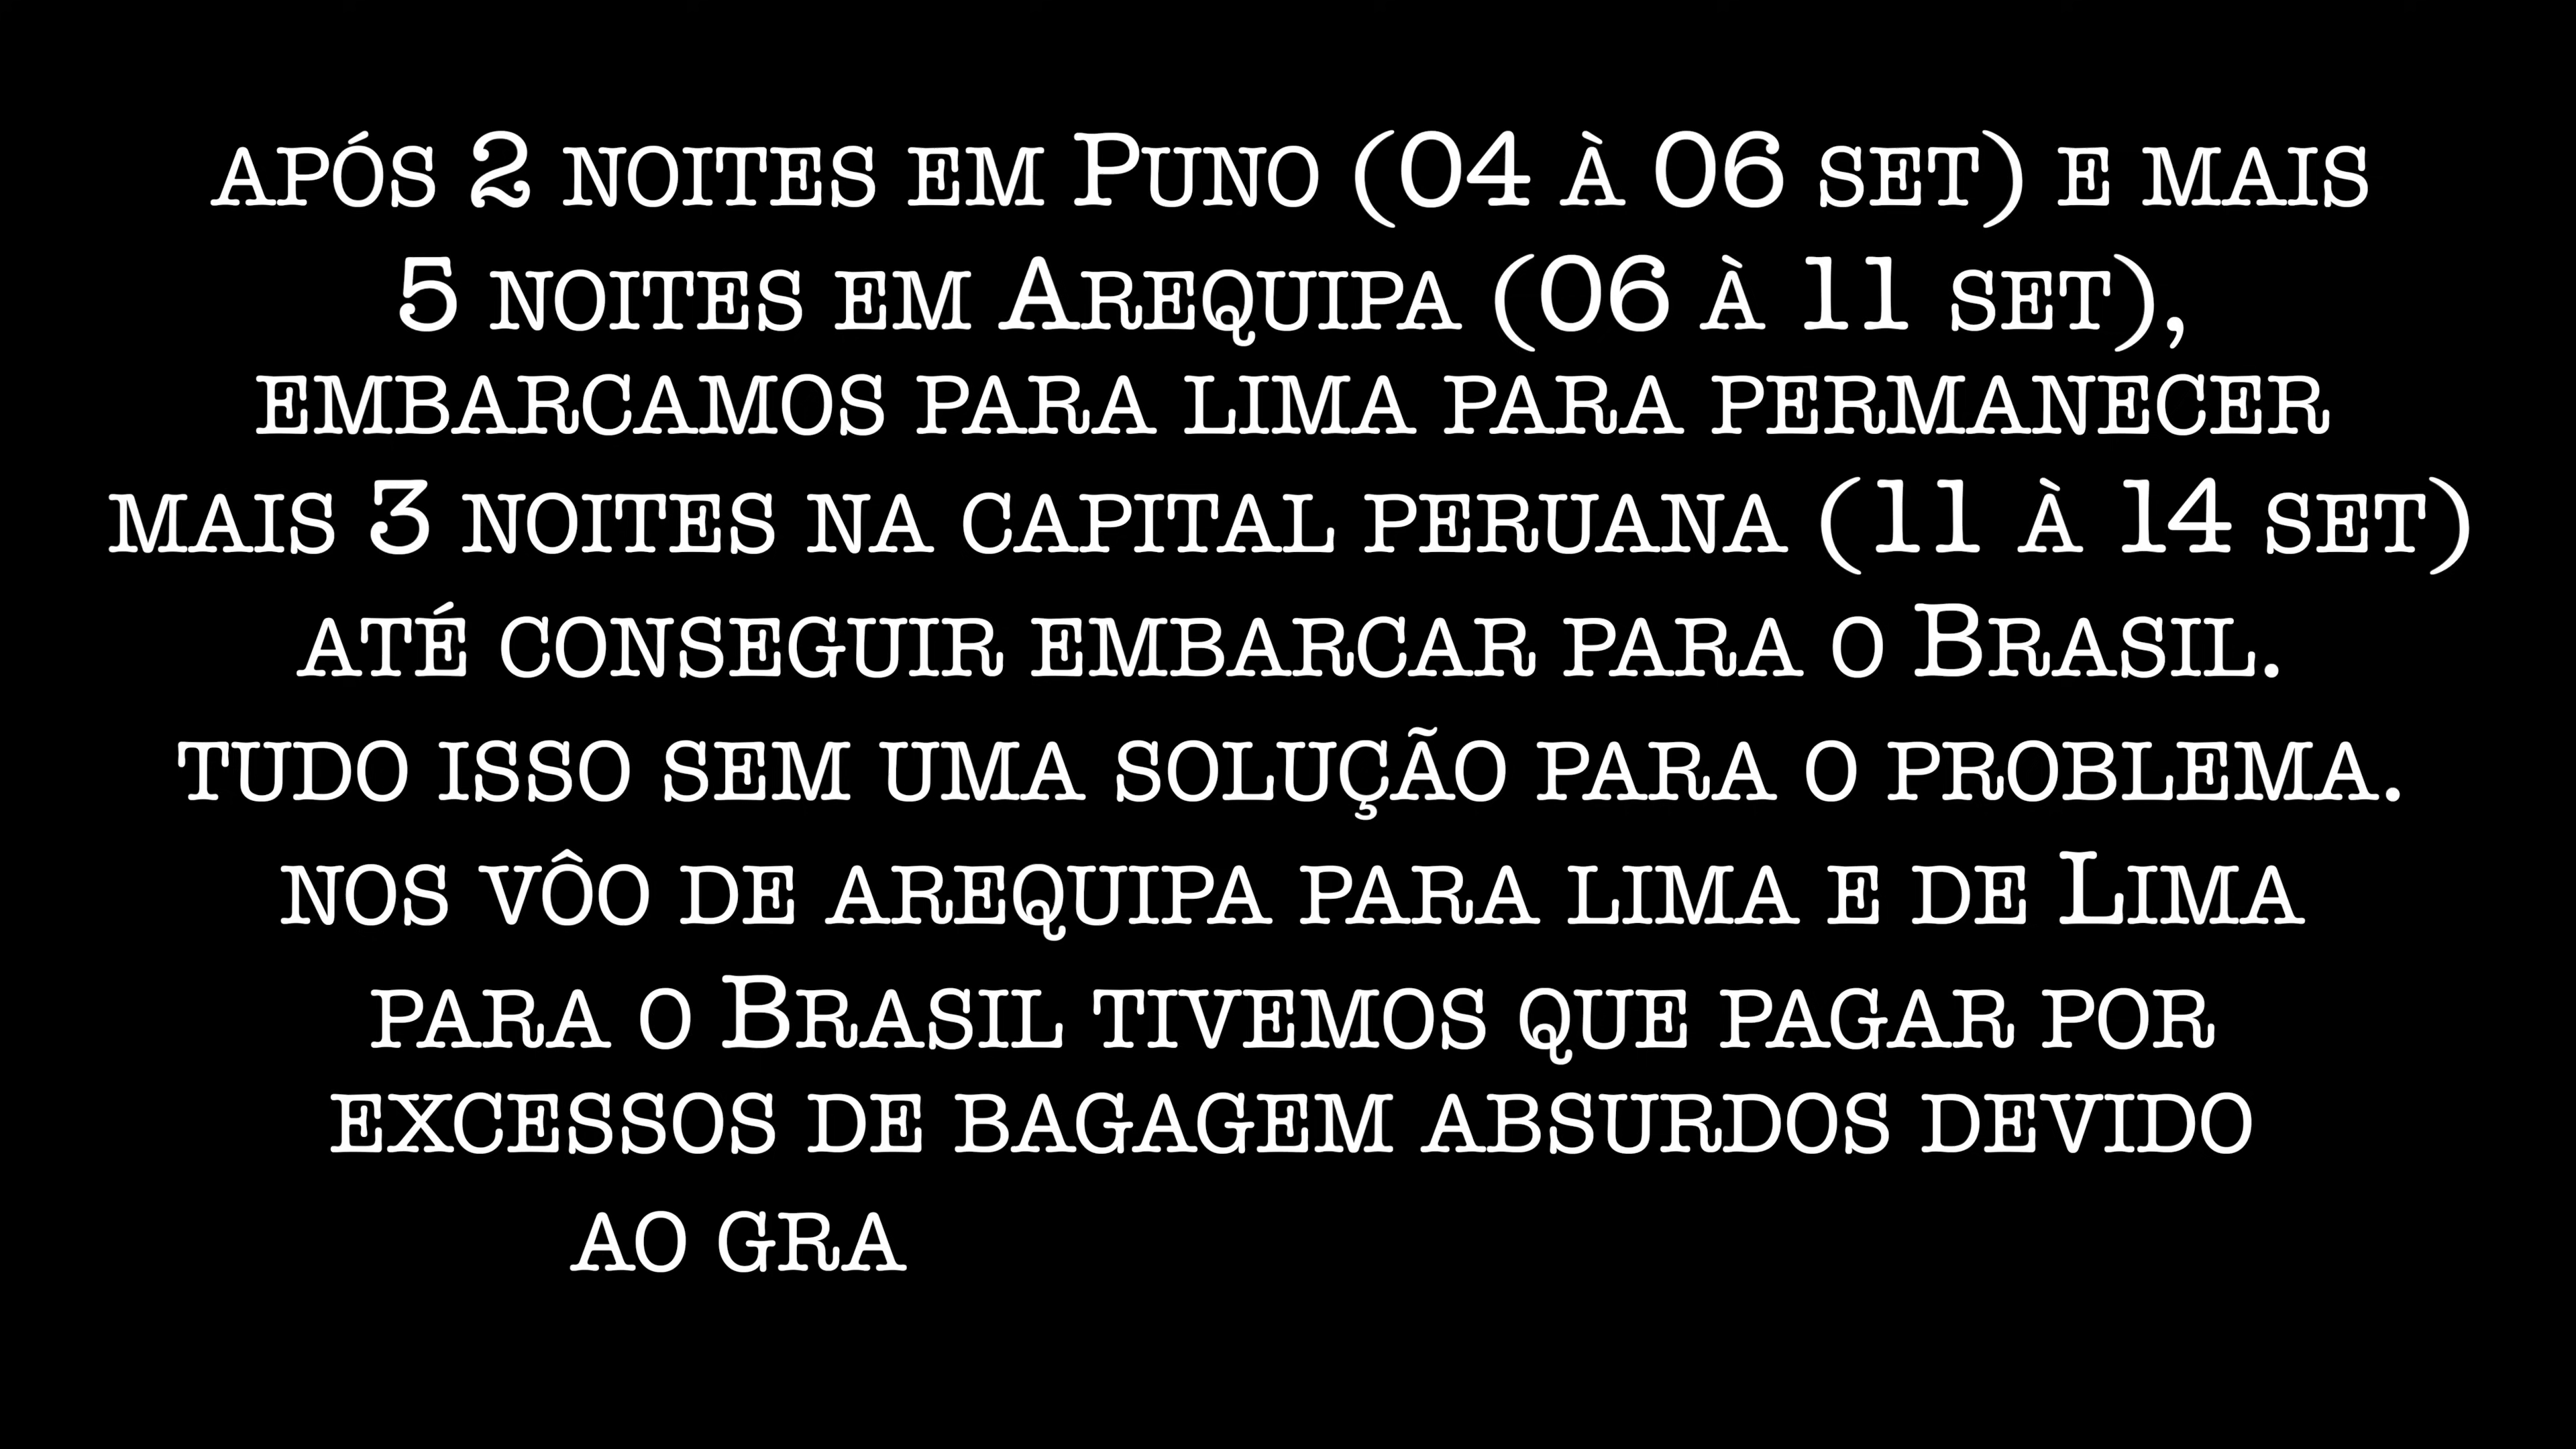 após 2 noites em Puno (04 à 06 set) e mais
5 noites em Arequipa (06 à 11 set),
embarcamos para lima para permanecer
mais 3 noites na capital peruana (11 à 14 set)
até conseguir embarcar para o Brasil.
tudo isso sem uma solução para o problema.
nos vôo de arequipa para lima e de Lima
para o Brasil tivemos que pagar por
excessos de bagagem absurdos devido
ao gra